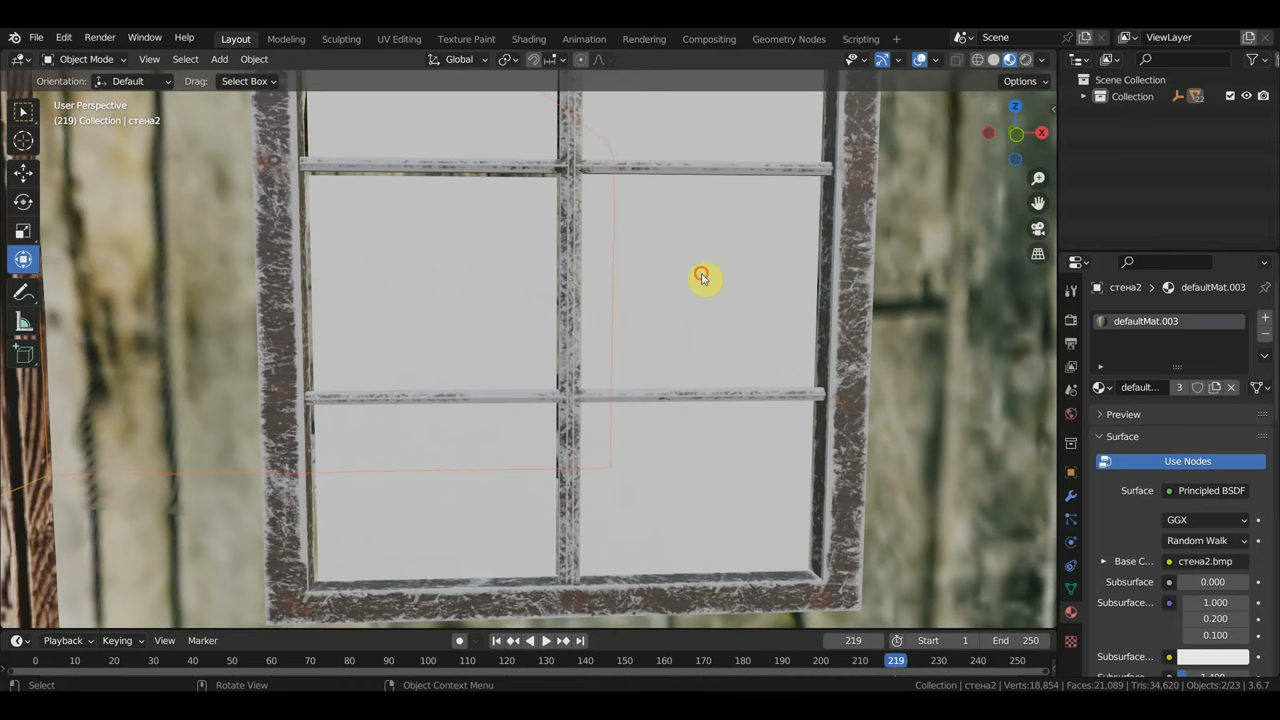 File Edit Render Window Help Layout Modeling Sculpting UV Editing Texture Paint Shading Animation Rendering Compositing Geometry Nodes Scripting + Scene ViewLayer
Object Mode View Select Add Object Global
Orientation: Default Drag: Select Box Options
User Perspective
(219) Collection | стена2
Scene Collection
Collection 22
Z
X
стена2 defaultMat.003
defaultMat.003
default... 3
Preview
Surface
Use Nodes
Surface Principled BSDF
GGX
Random Walk
Base C... стена2.bmp
Subsurface 0.000
Subsurface... 1.000
0.200
0.100
Subsurface...
Subsurface... 1.400
Playback Keying View Marker 219 Start 1 End 250
0 10 20 30 40 50 60 70 80 90 100 110 120 130 140 150 160 170 180 190 200 210 219 230 240 250
Select Rotate View Object Context Menu Collection | стена2 | Verts:18,854 | Faces:21,089 | Tris:34,620 | Objects:2/23 | 3.6.7